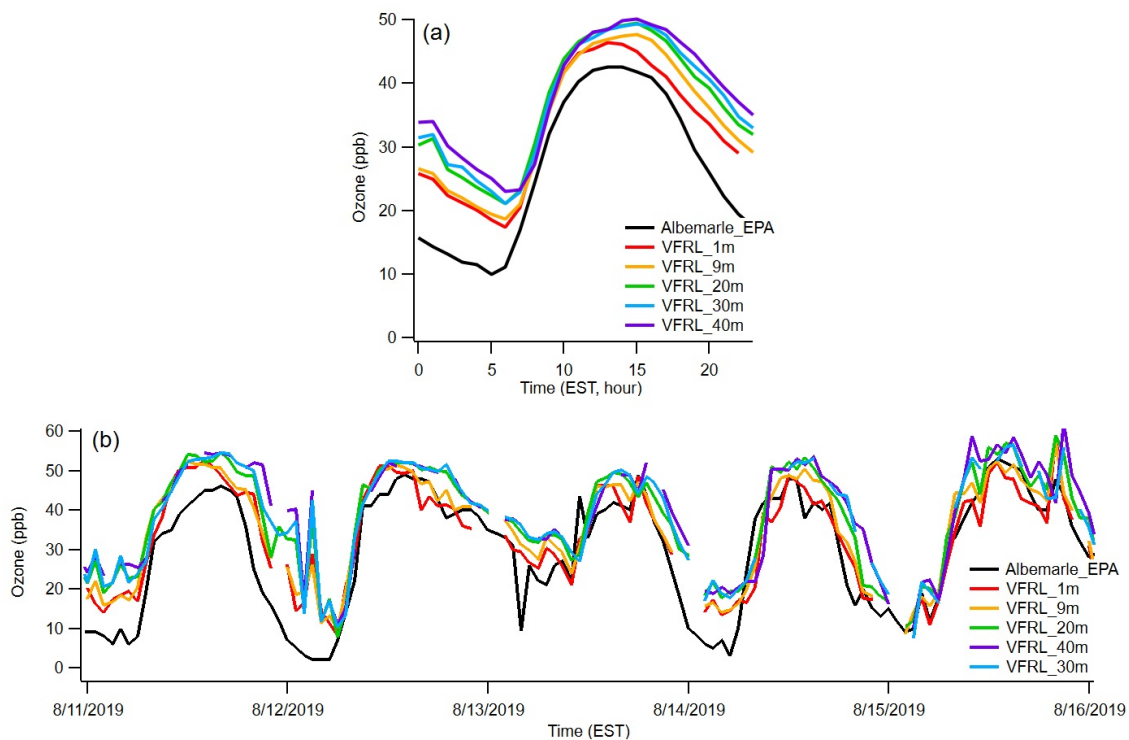 (a)
50
40
30
20
10
0
Ozone (ppb)
Albemarle_EPA
VFRL_1m
VFRL_9m
VFRL_20m
VFRL_30m
VFRL_40m
0 5 10 15 20
Time (EST, hour)
(b)
60
50
40
30
20
10
0
Ozone (ppb)
Albemarle_EPA
VFRL_1m
VFRL_9m
VFRL_20m
VFRL_40m
VFRL_30m
8/11/2019 8/12/2019 8/13/2019 8/14/2019 8/15/2019 8/16/2019
Time (EST)